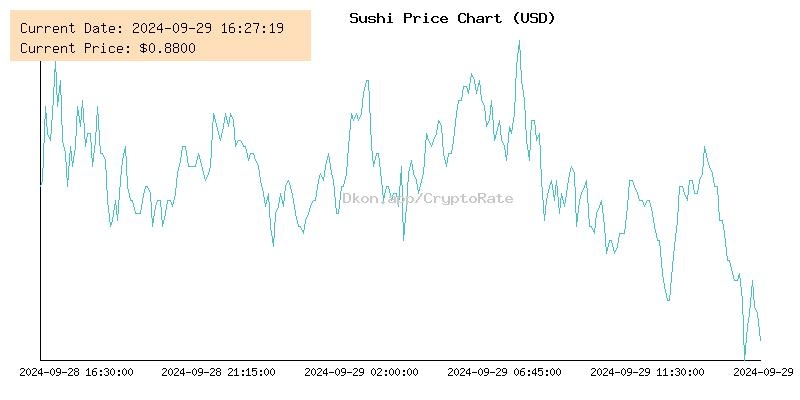 Sushi Price Chart (USD)
Current Date: 2024-09-29 16:27:19
Current Price: $0.8800
Dkon.app/CryptoRate
2024-09-28 16:30:00
2024-09-28 21:15:00
2024-09-29 02:00:00
2024-09-29 06:45:00
2024-09-29 11:30:00
2024-09-29